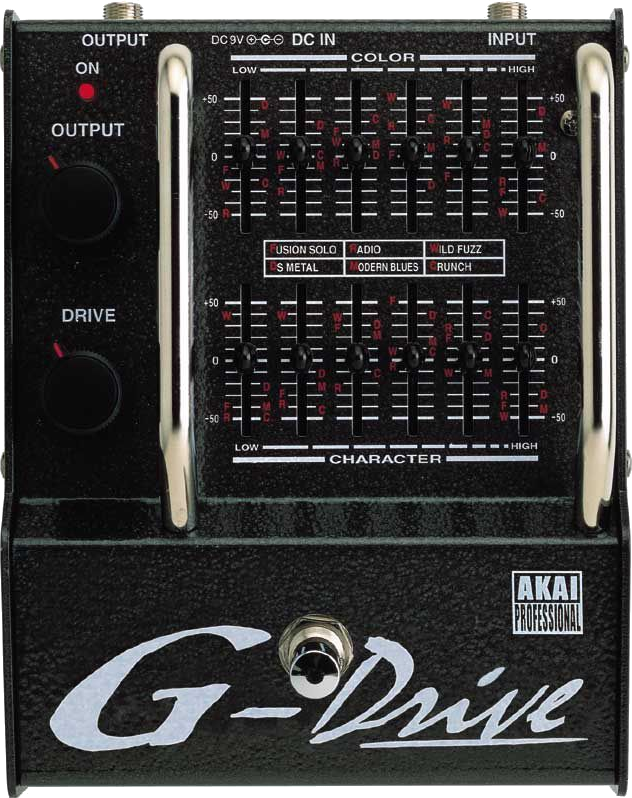 OUTPUT
DC 9V DC IN
INPUT
ON
COLOR
LOW HIGH
OUTPUT
+50 +50
0 0
-50 -50
FUSION SOLO RADIO WILD FUZZ
DS METAL MODERN BLUES CRUNCH
DRIVE
+50 +50
0 0
-50 -50
LOW HIGH
CHARACTER
AKAI
PROFESSIONAL
G-Drive